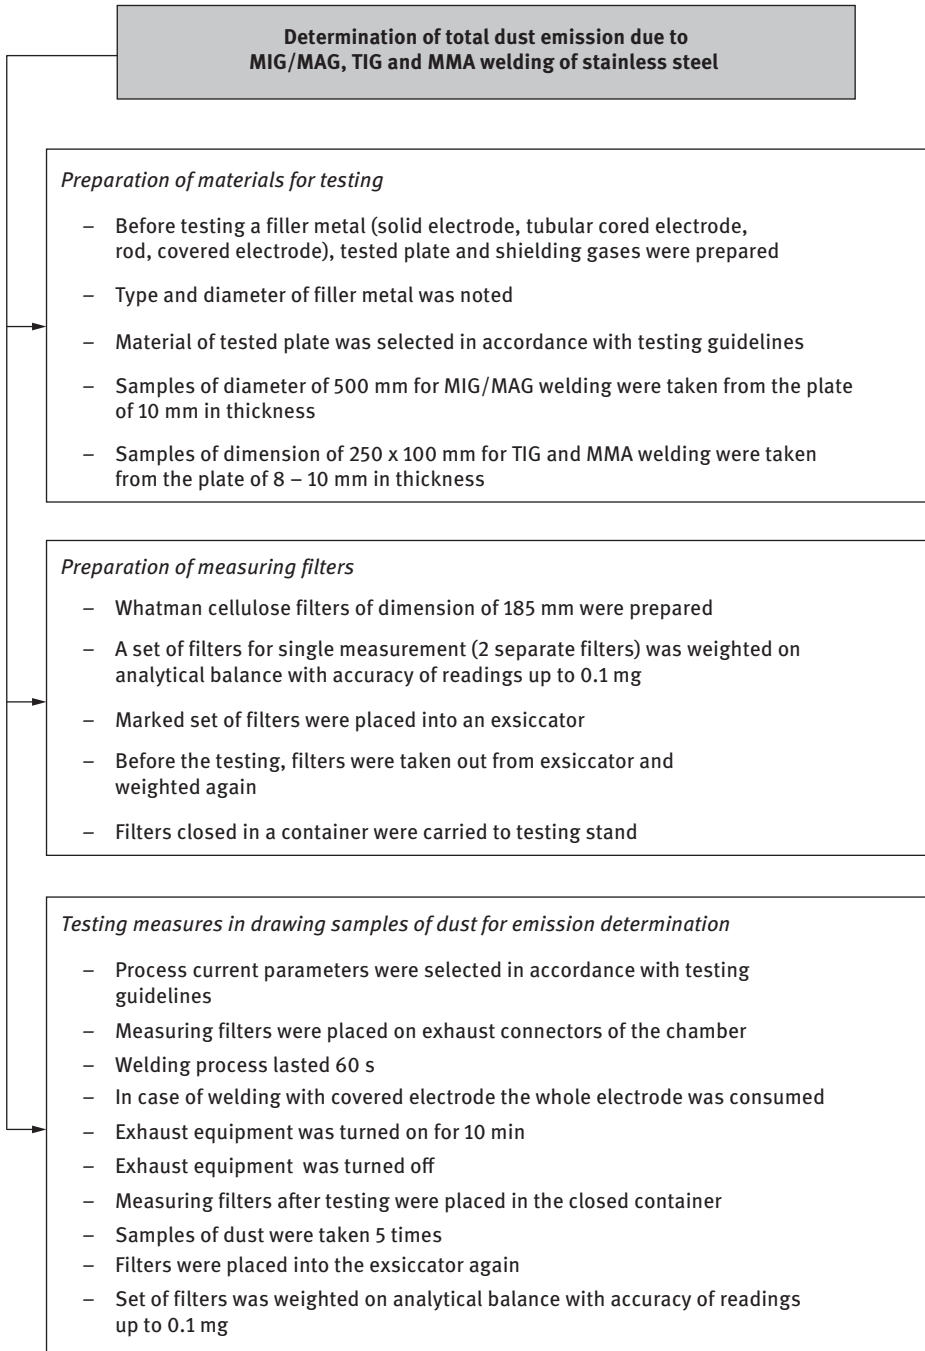 Determination of total dust emission due to
MIG/MAG, TIG and MMA welding of stainless steel
Preparation of materials for testing
– Before testing a filler metal (solid electrode, tubular cored electrode,
rod, covered electrode), tested plate and shielding gases were prepared
– Type and diameter of filler metal was noted
– Material of tested plate was selected in accordance with testing guidelines
– Samples of diameter of 500 mm for MIG/MAG welding were taken from the plate
of 10 mm in thickness
– Samples of dimension of 250 x 100 mm for TIG and MMA welding were taken
from the plate of 8 – 10 mm in thickness
Preparation of measuring filters
– Whatman cellulose filters of dimension of 185 mm were prepared
– A set of filters for single measurement (2 separate filters) was weighted on
analytical balance with accuracy of readings up to 0.1 mg
– Marked set of filters were placed into an exsiccator
– Before the testing, filters were taken out from exsiccator and
weighted again
– Filters closed in a container were carried to testing stand
Testing measures in drawing samples of dust for emission determination
– Process current parameters were selected in accordance with testing
guidelines
– Measuring filters were placed on exhaust connectors of the chamber
– Welding process lasted 60 s
– In case of welding with covered electrode the whole electrode was consumed
– Exhaust equipment was turned on for 10 min
– Exhaust equipment was turned off
– Measuring filters after testing were placed in the closed container
– Samples of dust were taken 5 times
– Filters were placed into the exsiccator again
– Set of filters was weighted on analytical balance with accuracy of readings
up to 0.1 mg